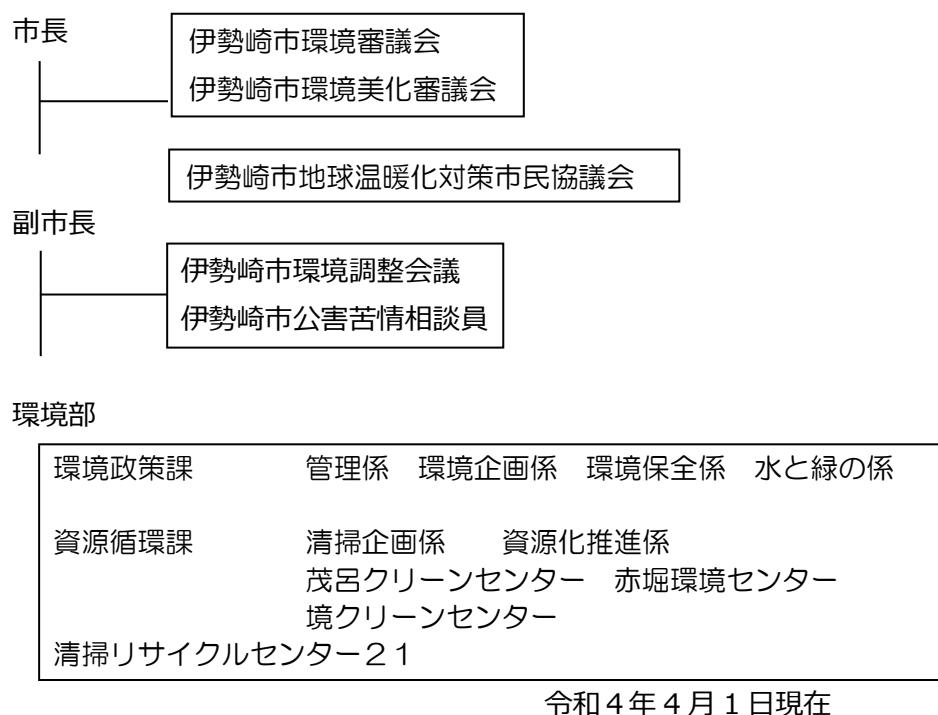 市長
伊勢崎市環境審議会
伊勢崎市環境美化審議会
伊勢崎市地球温暖化対策市民協議会
副市長
伊勢崎市環境調整会議
伊勢崎市公害苦情相談員
環境部
環境政策課　管理係　環境企画係　環境保全係　水と緑の係
資源循環課　清掃企画係　資源化推進係
茂呂クリーンセンター　赤堀環境センター
境クリーンセンター
清掃リサイクルセンター２１
令和４年４月１日現在